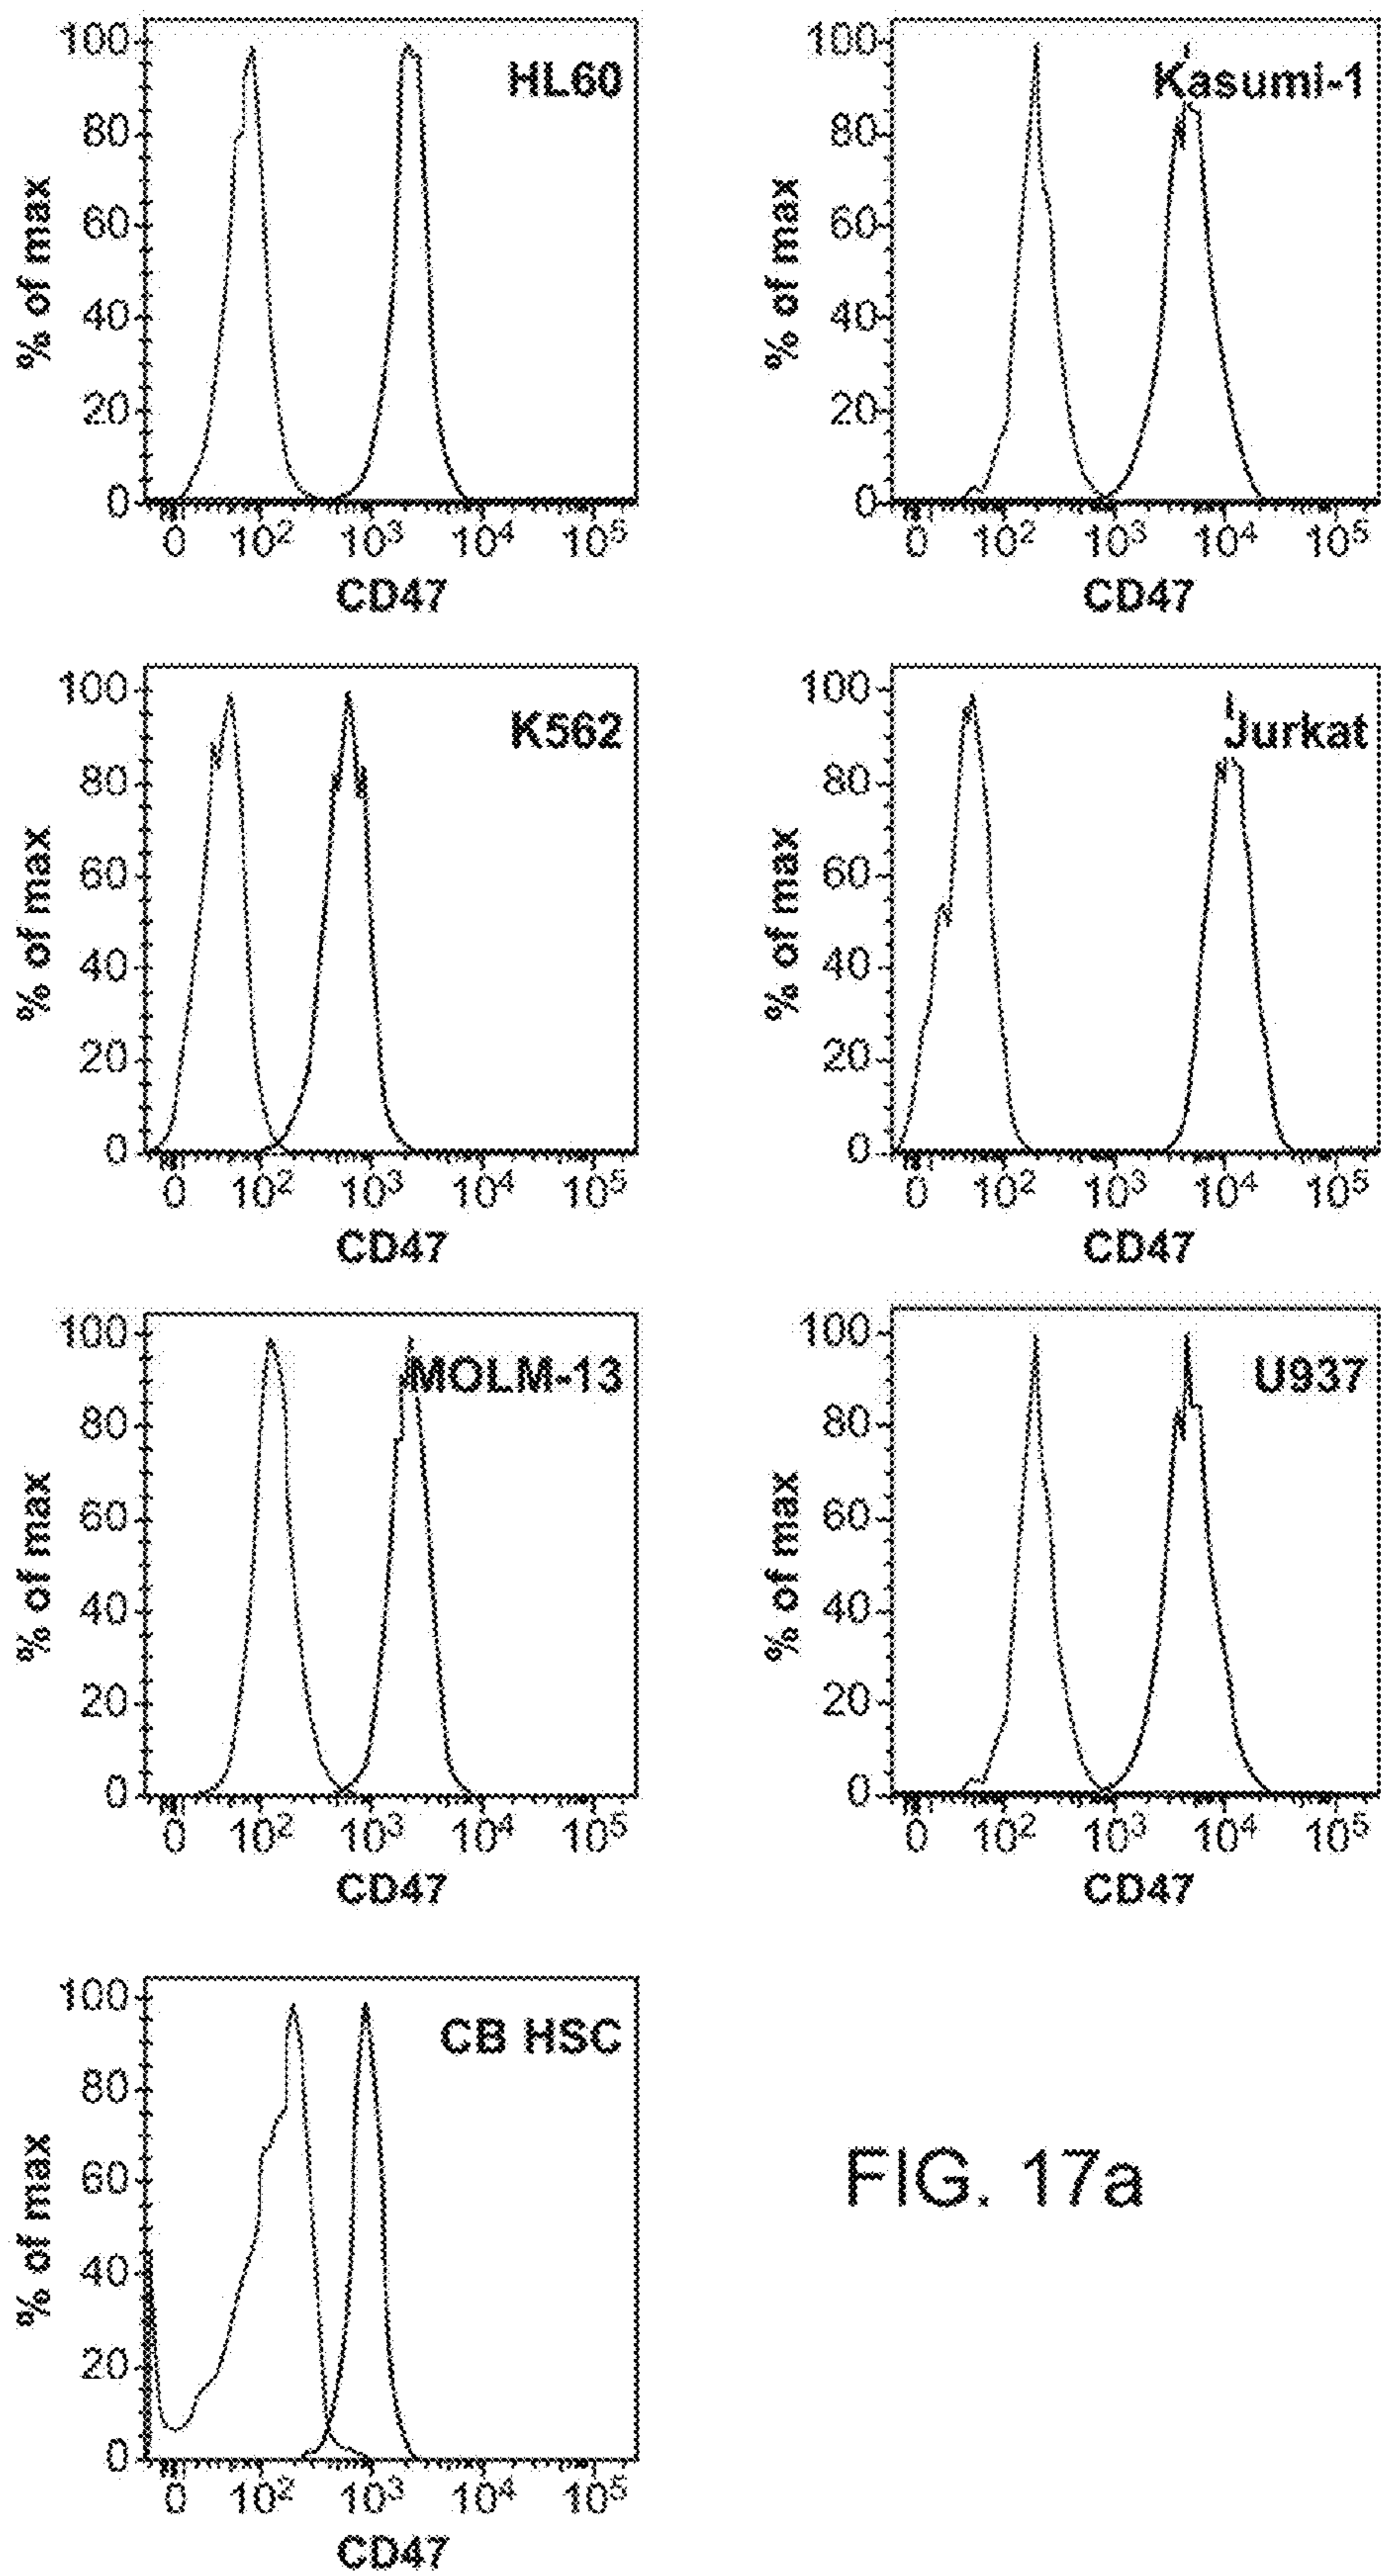 HL60
% of max
100
80
60
40
20
0
0 10² 10³ 10⁴ 10⁵
CD47
Kasumi-1
% of max
100
80
60
40
20
0
0 10² 10³ 10⁴ 10⁵
CD47
K562
% of max
100
80
60
40
20
0
0 10² 10³ 10⁴ 10⁵
CD47
Jurkat
% of max
100
80
60
40
20
0
0 10² 10³ 10⁴ 10⁵
CD47
MOLM-13
% of max
100
80
60
40
20
0
0 10² 10³ 10⁴ 10⁵
CD47
U937
% of max
100
80
60
40
20
0
0 10² 10³ 10⁴ 10⁵
CD47
CB HSC
% of max
100
80
60
40
20
0
0 10² 10³ 10⁴ 10⁵
CD47
FIG. 17a